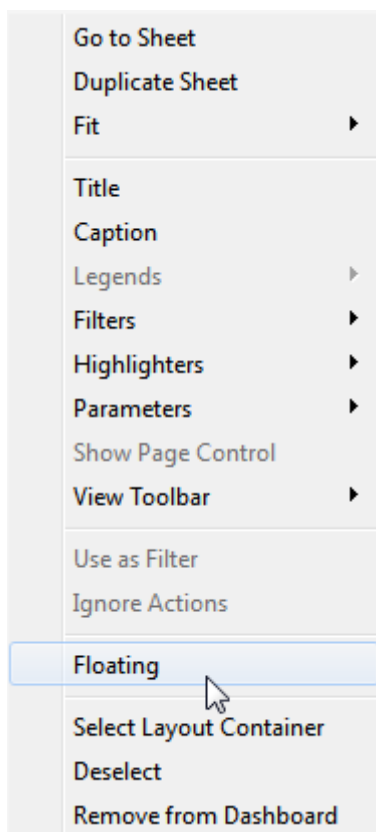 Go to Sheet
Duplicate Sheet
Fit
Title
Caption
Legends
Filters
Highlighters
Parameters
Show Page Control
View Toolbar
Use as Filter
Ignore Actions
Floating
Select Layout Container
Deselect
Remove from Dashboard